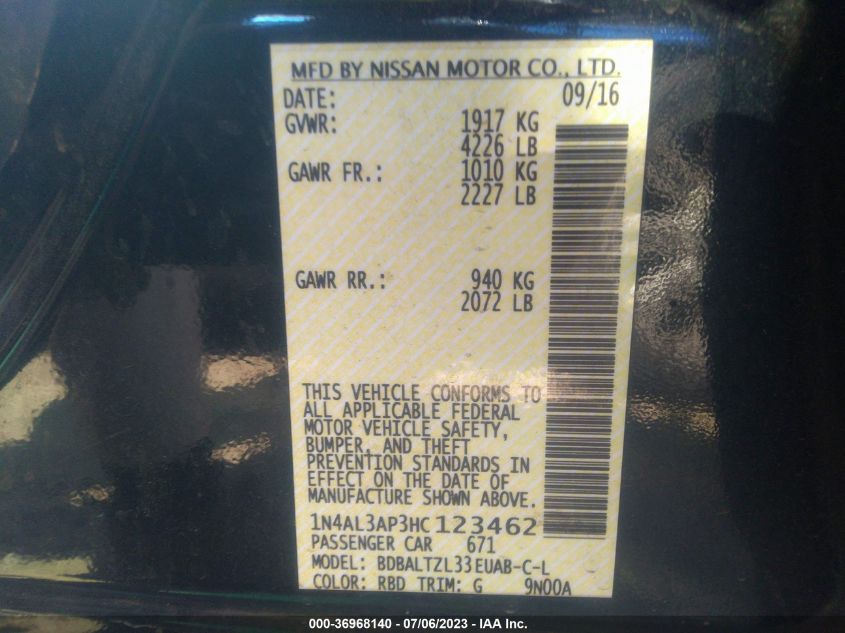 MFD BY NISSAN MOTOR CO., LTD.
DATE: 09/16
GVWR: 1917 KG
4226 LB
GAWR FR.: 1010 KG
2227 LB
GAWR RR.: 940 KG
2072 LB
THIS VEHICLE CONFORMS TO
ALL APPLICABLE FEDERAL
MOTOR VEHICLE SAFETY,
BUMPER, AND THEFT
PREVENTION STANDARDS IN
EFFECT ON THE DATE OF
MANUFACTURE SHOWN ABOVE.
1N4AL3AP3HC123462
PASSENGER CAR 671
MODEL: BDBALTZL33EUAB-C-L
COLOR: RBD TRIM: G 9N00A
000-36968140 - 07/06/2023 - IAA Inc.